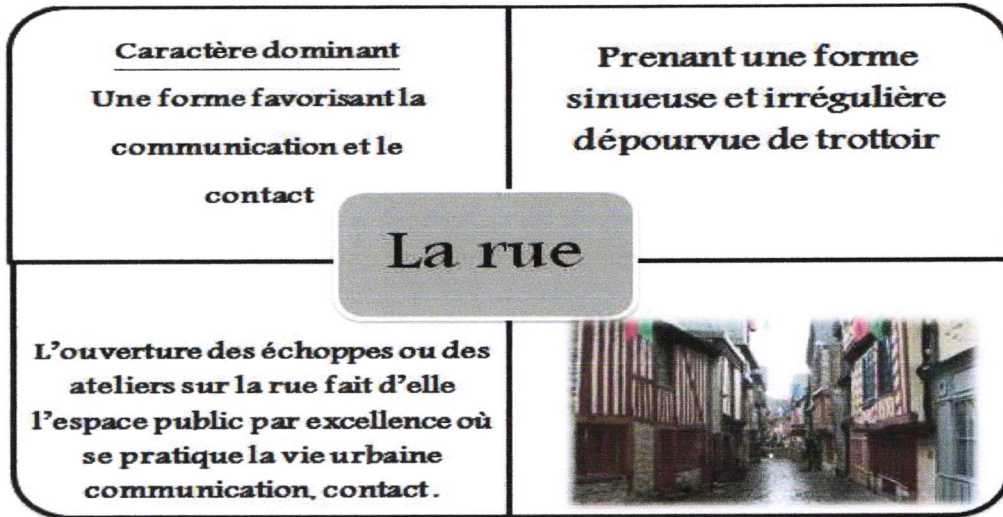 Caractère dominant
Une forme favorisant la
communication et le
contact
Prenant une forme
sinueuse et irrégulière
dépourvue de trottoir
La rue
L'ouverture des échoppes ou des
ateliers sur la rue fait d'elle
l'espace public par excellence où
se pratique la vie urbaine
communication, contact.